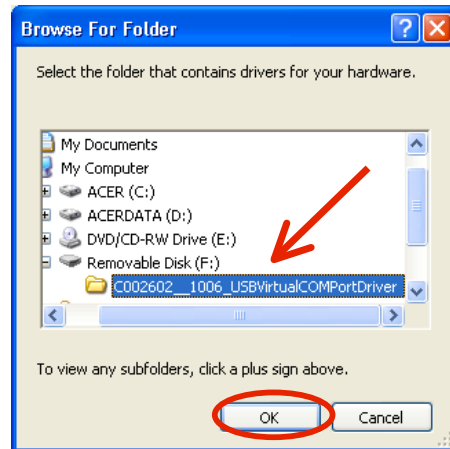 Browse For Folder
Select the folder that contains drivers for your hardware.
My Documents
My Computer
ACER (C:)
ACERDATA (D:)
DVD/CD-RW Drive (E:)
Removable Disk (F:)
C002602__1006_USBVirtualCOMPortDriver
To view any subfolders, click a plus sign above.
OK Cancel